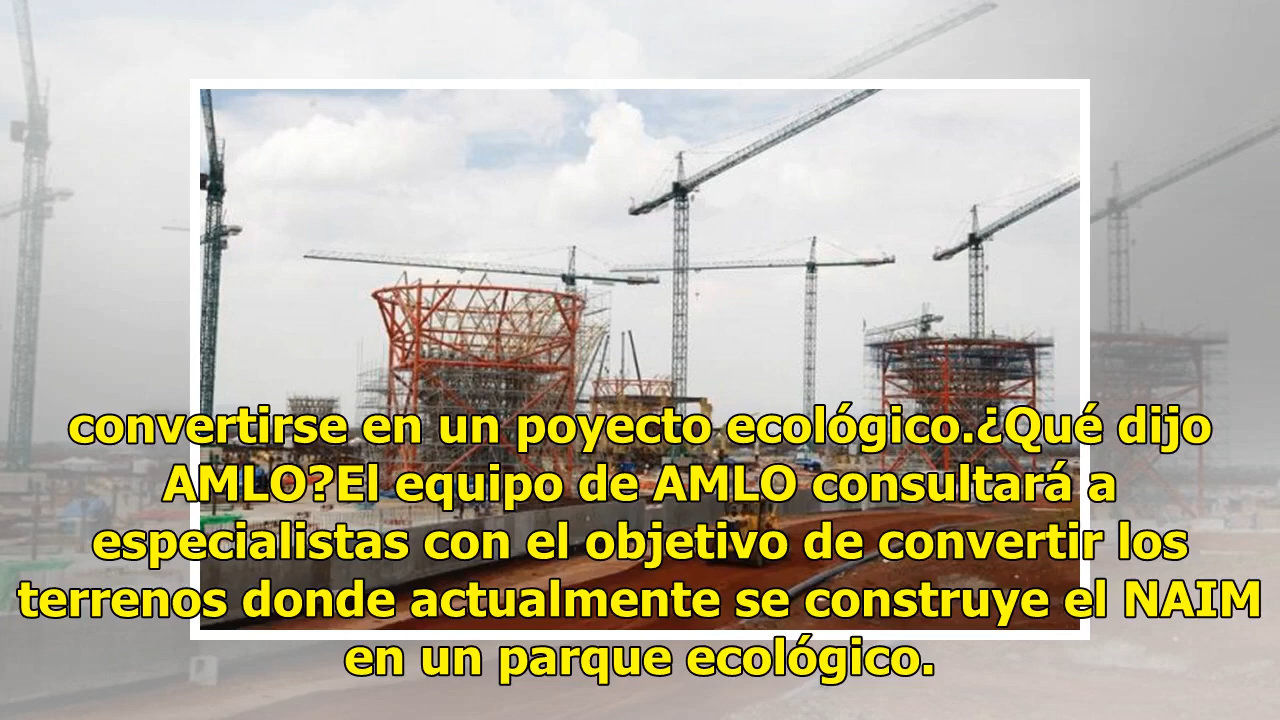 convertirse en un poyecto ecológico.¿Qué dijo
AMLO?El equipo de AMLO consultará a
especialistas con el objetivo de convertir los
terrenos donde actualmente se construye el NAIM
en un parque ecológico.